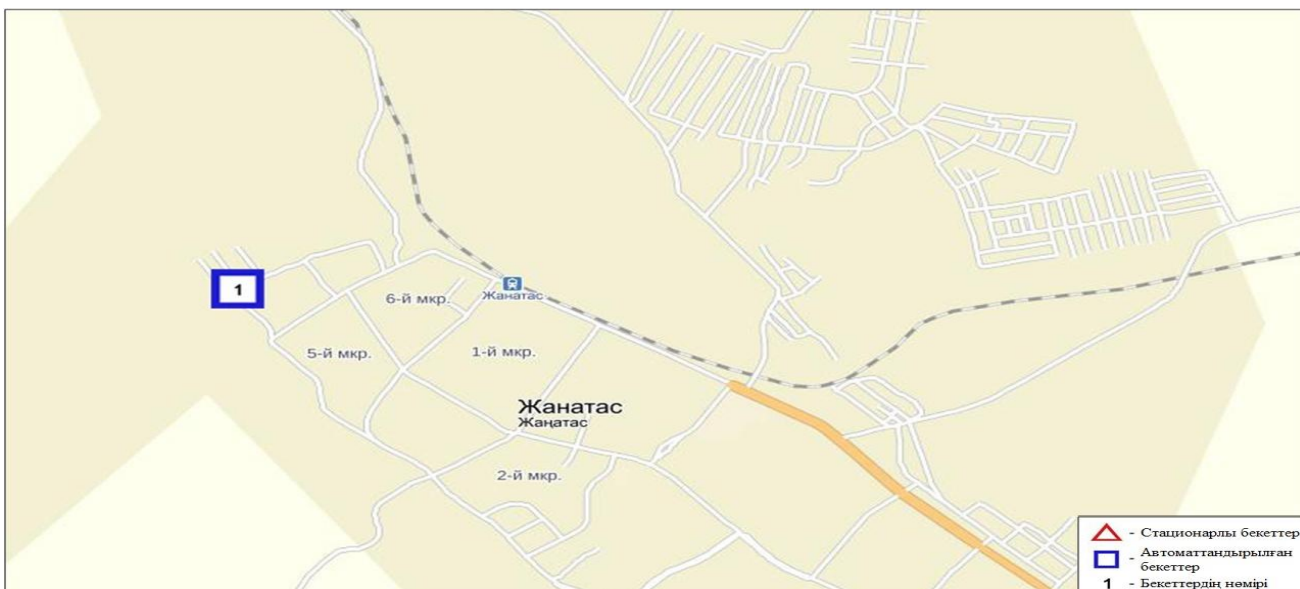 1
6-й мкр.
Жанатас
5-й мкр.
1-й мкр.
Жанатас
Жаңатас
2-й мкр.
- Стационарлы бекеттер
- Автоматтандырылған
бекеттер
1 - Бекеттердің нөмірі